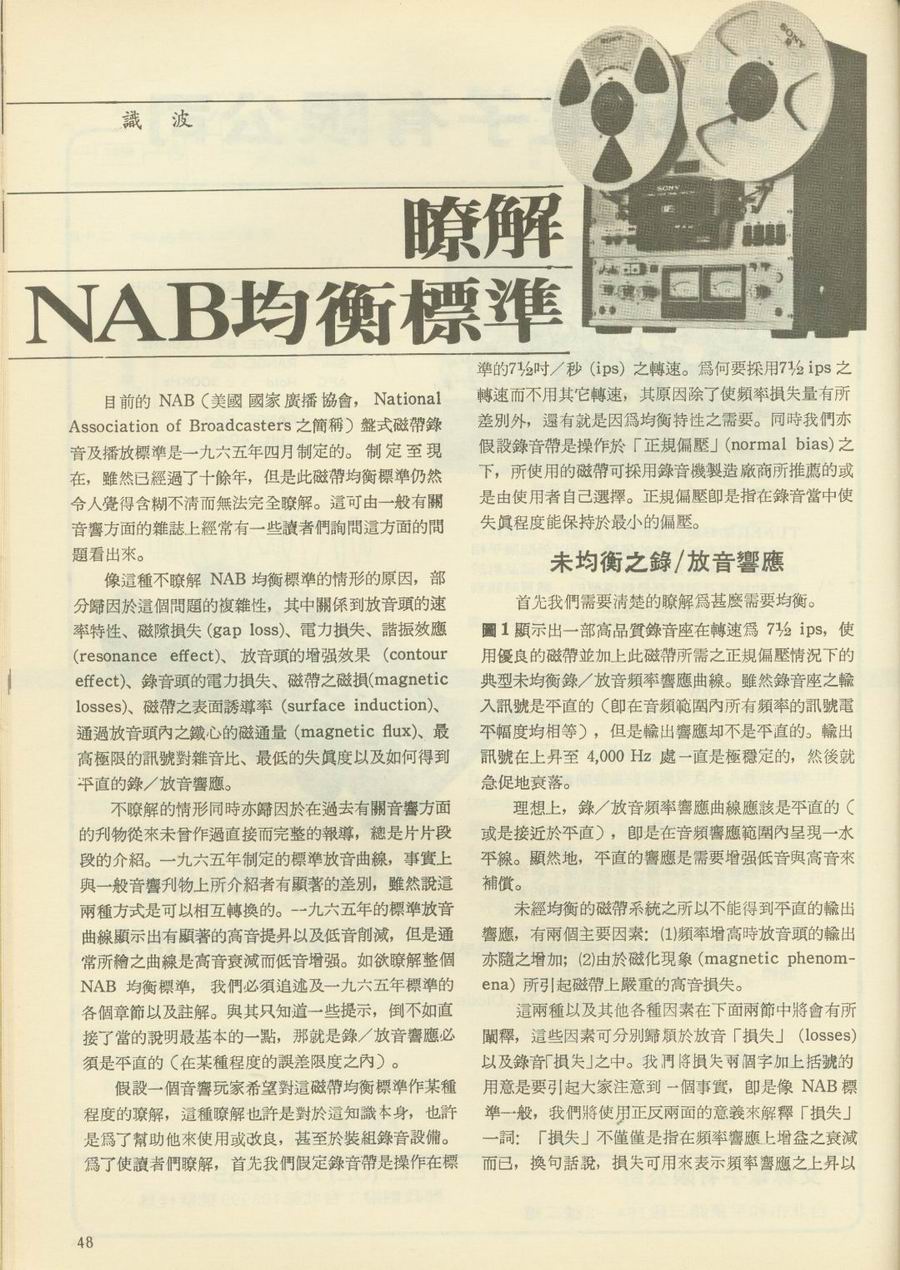 識　波
SONY
SONY
SONY
瞭解
NAB均衡標準
目前的 NAB（美國 國家 廣播 協會， National
Association of Broadcasters 之簡稱）盤式磁帶錄
音及播放標準是一九六五年四月制定的。 制 定 至 現
在，雖然已經過了十餘年，但是此磁帶均衡標準仍然
令人覺得含糊不淸而無法完全瞭解。這可由一般有關
音響方面的雜誌上經常有一些讀者們詢問這方面的問
題看出來。
像這種不瞭解 NAB 均衡標準的情形的原因，部
分歸因於這個問題的複雜性，其中關係到放音頭的速
率特性、磁隙損失 (gap loss)、電力損失、諧振效應
(resonance effect)、 放音頭的增强效果 (contour
effect)、錄音頭的電力損失、磁帶之磁損(magnetic
losses)、磁帶之表面誘導率 (surface induction)、
通過放音頭內之鐵心的磁通量 (magnetic flux)、最
高極限的訊號對雜音比、最低的失眞度以及如何得到
平直的錄／放音響應。
不瞭解的情形同時亦歸因於在過去有關音響方面
的刋物從來未曾作過直接而完整的報導，總是片片段
段的介紹。一九六五年制定的標準放音曲線，事實上
與一般音響刋物上所介紹者有顯著的差別，雖然說這
兩種方式是可以相互轉換的。一九六五年的標準放音
曲線顯示出有顯著的高音提昇以及低音削減，但是通
常所繪之曲線是高音衰減而低音增强。如欲瞭解整個
NAB 均衡標準， 我們必須追述及一九六五年標準的
各個章節以及註解。與其只知道一些提示，倒不如直
接了當的說明最基本的一點，那就是錄／放音響應必
須是平直的（在某種程度的誤差限度之內）。
假設一個音響玩家希望對這磁帶均衡標準作某種
程度的瞭解，這種瞭解也許是對於這知識本身，也許
是爲了幫助他來使用或改良，甚至於裝組錄音設備。
爲了使讀者們瞭解，首先我們假定錄音帶是操作在標
準的7½吋／秒 (ips) 之轉速。爲何要採用7½ ips 之
轉速而不用其它轉速，其原因除了使頻率損失量有所
差別外，還有就是因爲均衡特性之需要。同時我們亦
假設錄音帶是操作於「正規偏壓」(normal bias) 之
下，所使用的磁帶可採用錄音機製造廠商所推薦的或
是由使用者自己選擇。正規偏壓卽是指在錄音當中使
失眞程度能保持於最小的偏壓。
未均衡之錄/放音響應
首先我們需要淸楚的瞭解爲甚麼需要均衡。
圖 1 顯示出一部高品質錄音座在轉速爲 7½ ips，使
用優良的磁帶並加上此磁帶所需之正規偏壓情況下的
典型未均衡錄／放音頻率響應曲線。雖然錄音座之輸
入訊號是平直的（卽在音頻範圍內所有頻率的訊號電
平幅度均相等），但是輸出響應却不是平直的。輸出
訊號在上昇至 4,000 Hz 處一直是極穩定的，然後就
急促地衰落。
理想上，錄／放音頻率響應曲線應該是平直的（
或是接近於平直），卽是在音頻響應範圍內呈現一水
平線。顯然地，平直的響應是需要增强低音與高音來
補償。
未經均衡的磁帶系統之所以不能得到平直的輸出
響應，有兩個主要因素：(1)頻率增高時放音頭的輸出
亦隨之增加；(2)由於磁化現象 (magnetic phenom-
ena) 所引起磁帶上嚴重的高音損失。
這兩種以及其他各種因素在下面兩節中將會有所
闡釋，這些因素可分別歸類於放音「損失」 (losses)
以及錄音「損失」之中。我們將損失兩個字加上括號的
用意是要引起大家注意到一個事實，卽是像 NAB 標
準一般，我們將使用正反兩面的意義來解釋「損失」
一詞：「損失」不僅僅是指在頻率響應上增益之衰減
而已，換句話說，損失可用來表示頻率響應之上昇以
48